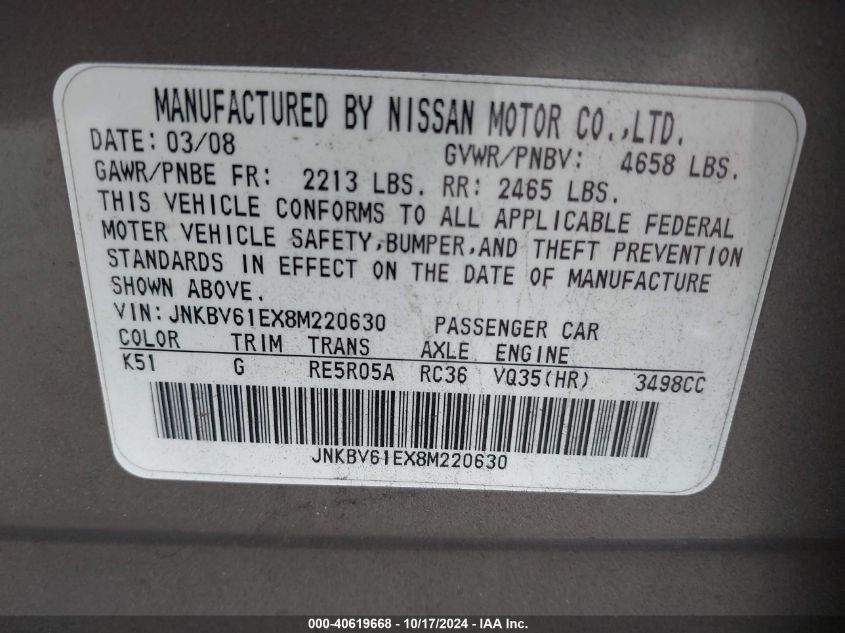 MANUFACTURED BY NISSAN MOTOR CO.,LTD.
DATE: 03/08 GVWR/PNBV: 4658 LBS.
GAWR/PNBE FR: 2213 LBS. RR: 2465 LBS.
THIS VEHICLE CONFORMS TO ALL APPLICABLE FEDERAL
MOTER VEHICLE SAFETY,BUMPER,AND THEFT PREVENTION
STANDARDS IN EFFECT ON THE DATE OF MANUFACTURE
SHOWN ABOVE.
VIN: JNKBV61EX8M220630 PASSENGER CAR
COLOR TRIM TRANS AXLE ENGINE
K51 G RE5R05A RC36 VQ35(HR) 3498CC
JNKBV61EX8M220630
000-40619668 - 10/17/2024 - IAA Inc.